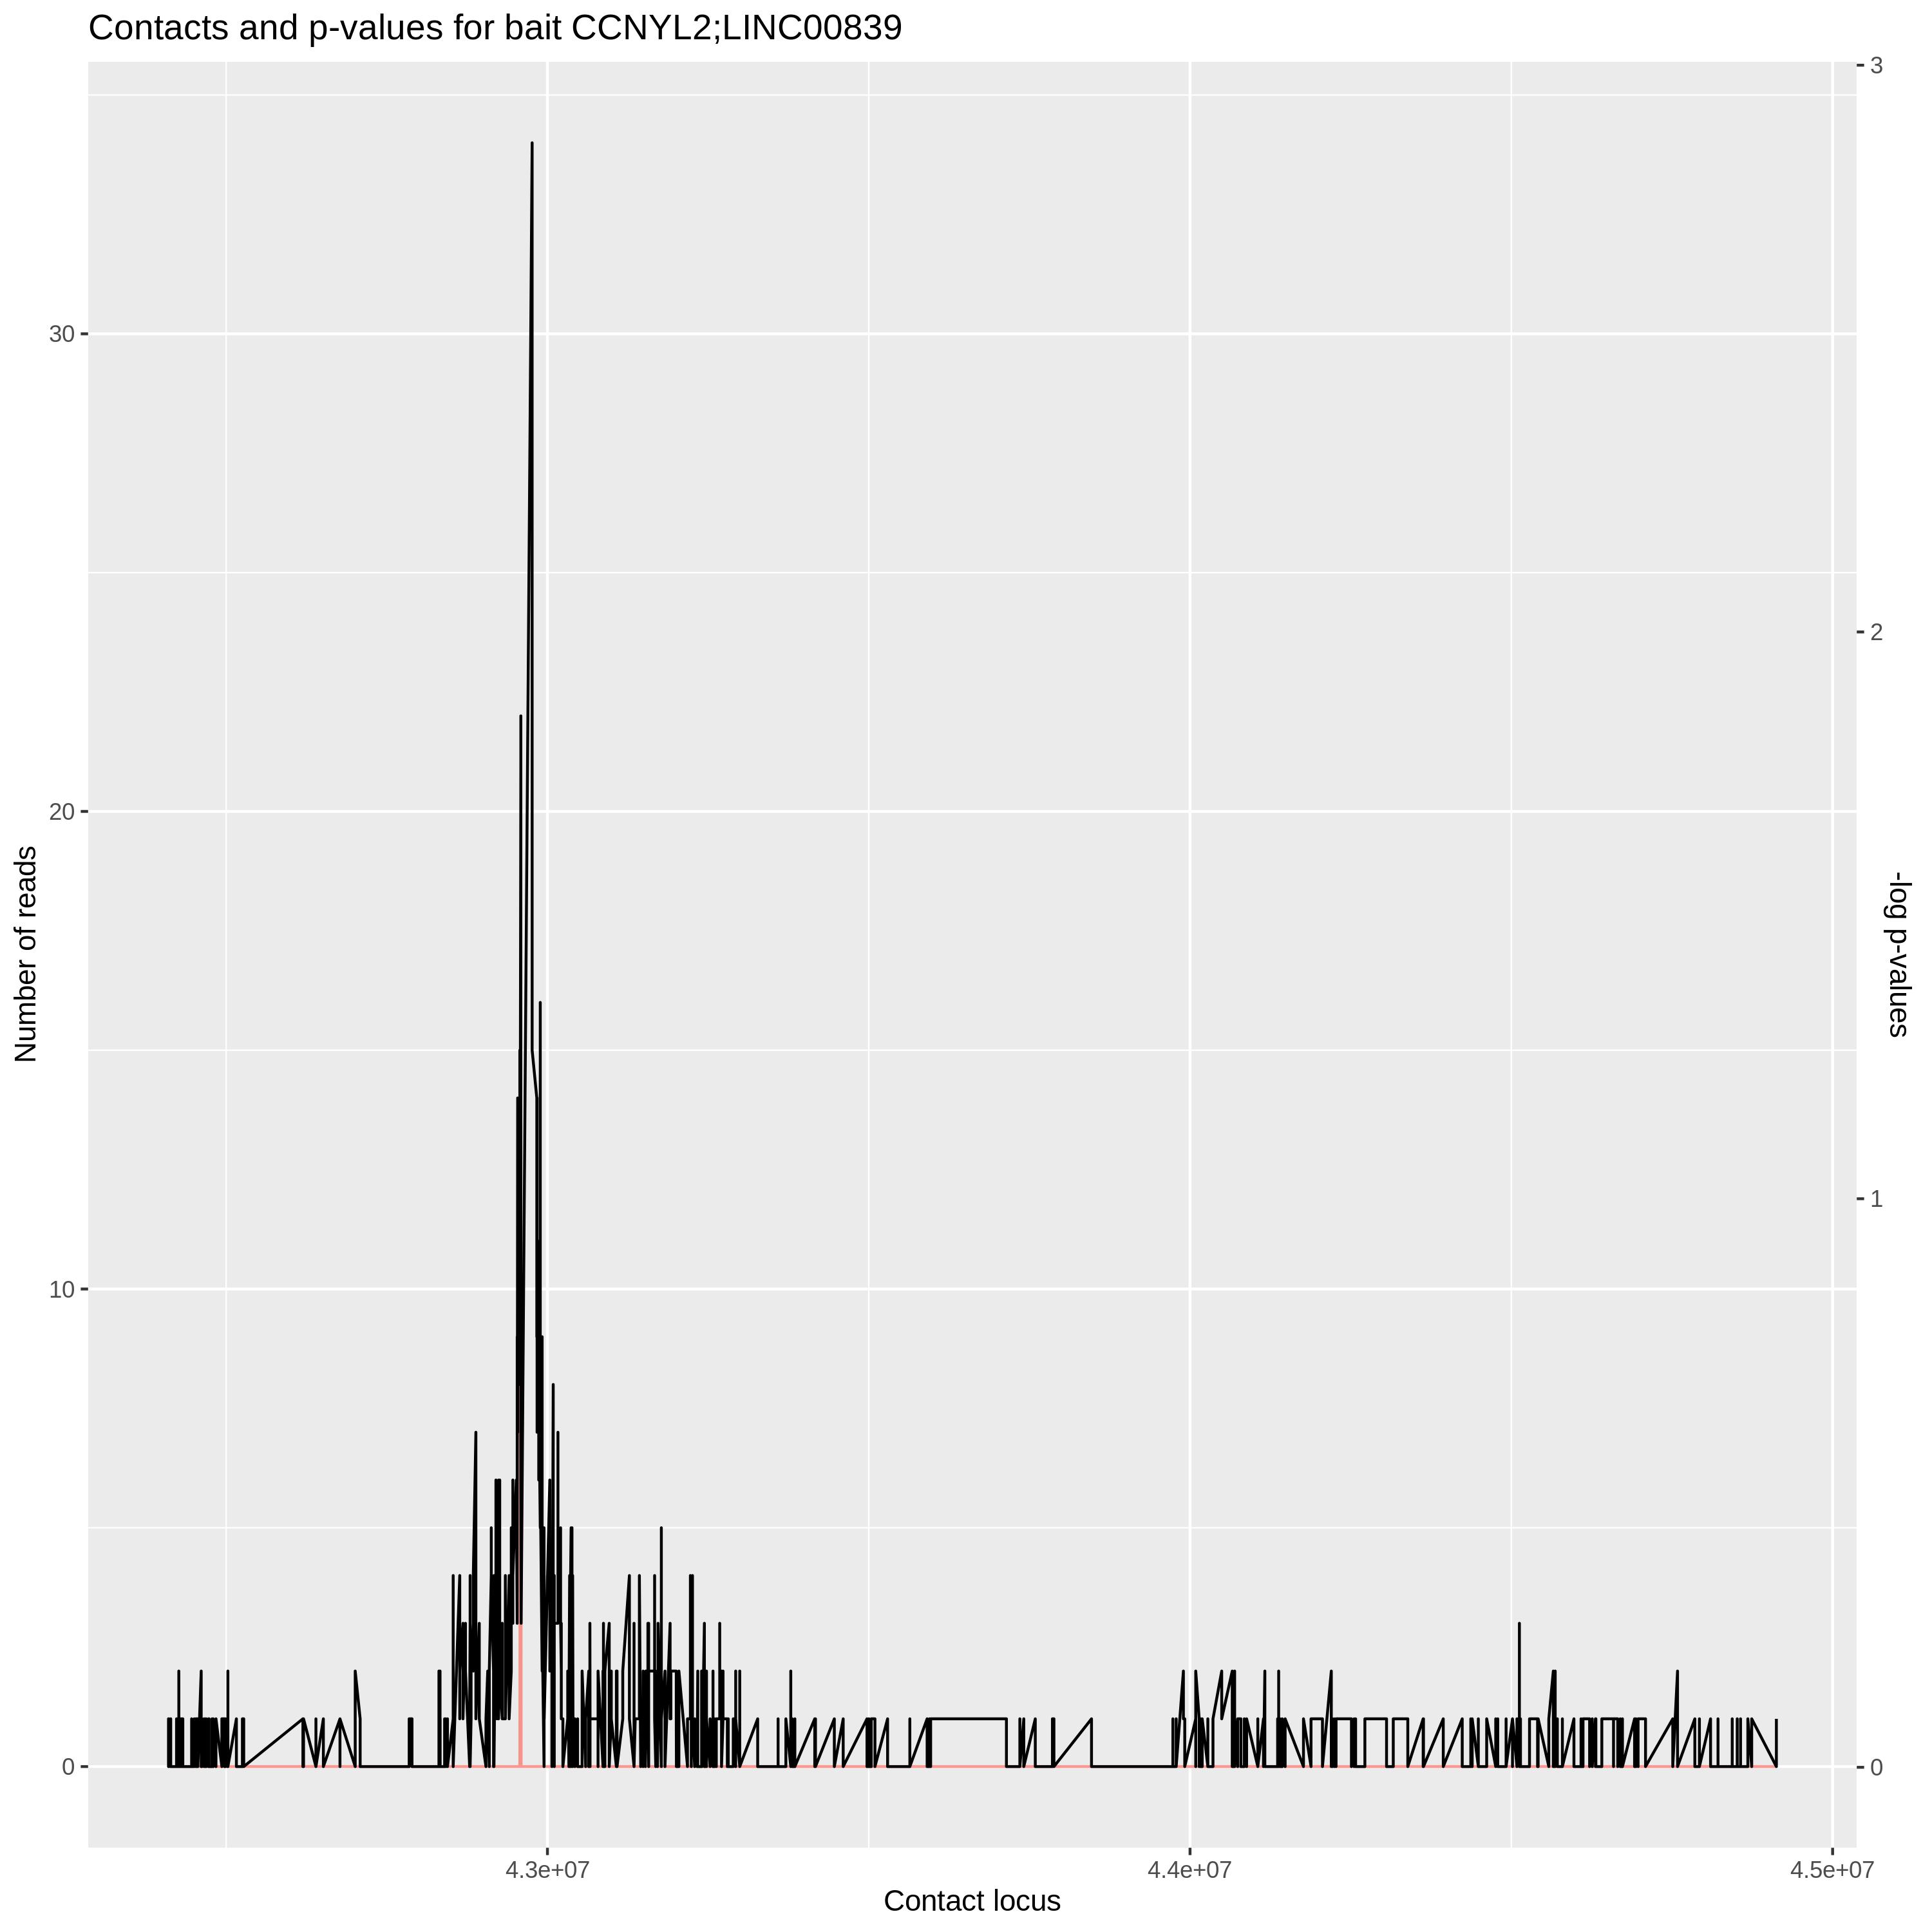 Contacts and p-values for bait CCNYL2;LINC00839
Number of reads
30
20
10
0
3
2
1
0
-log p-values
4.3e+07
4.4e+07
4.5e+07
Contact locus